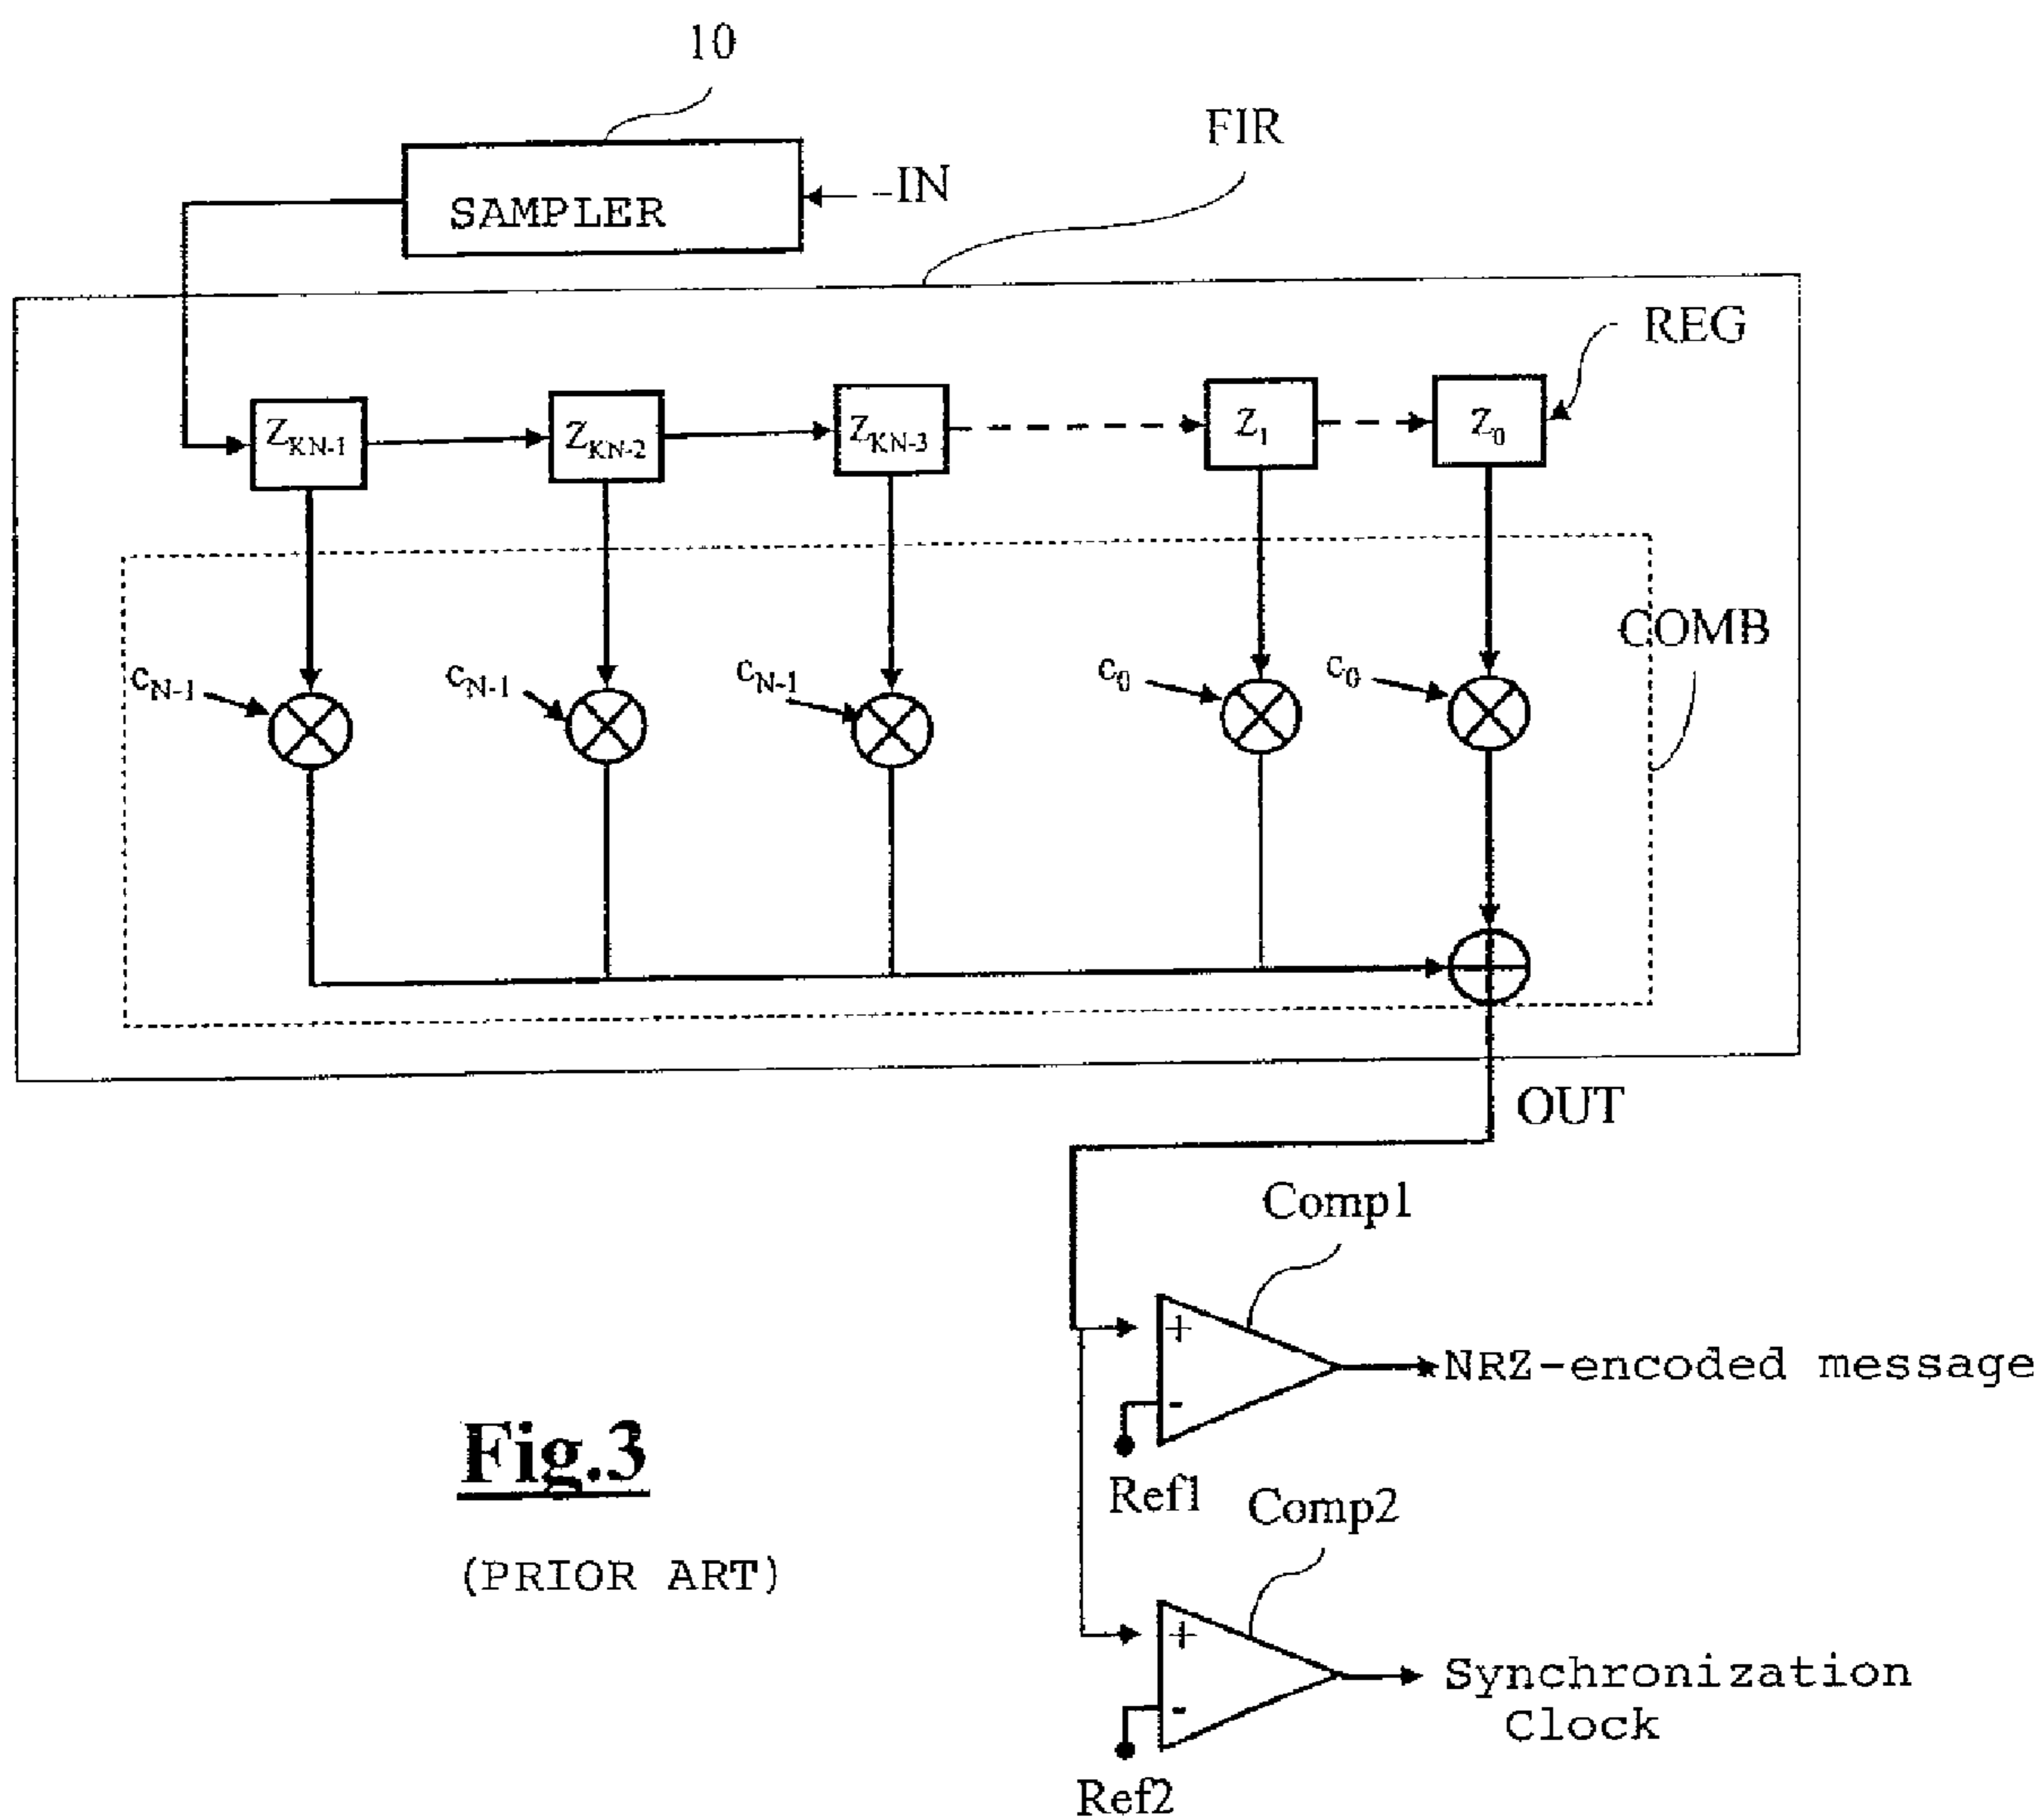 10
FIR
-IN
SAMPLER
REG
Z_KN-1
Z_KN-2
Z_KN-3
Z_1
Z_0
COMB
c_N-1
c_N-1
c_N-1
c_0
c_0
OUT
Comp1
+
NRZ-encoded message
-
Ref1
Fig.3
(PRIOR ART)
Comp2
+
Synchronization
Clock
-
Ref2